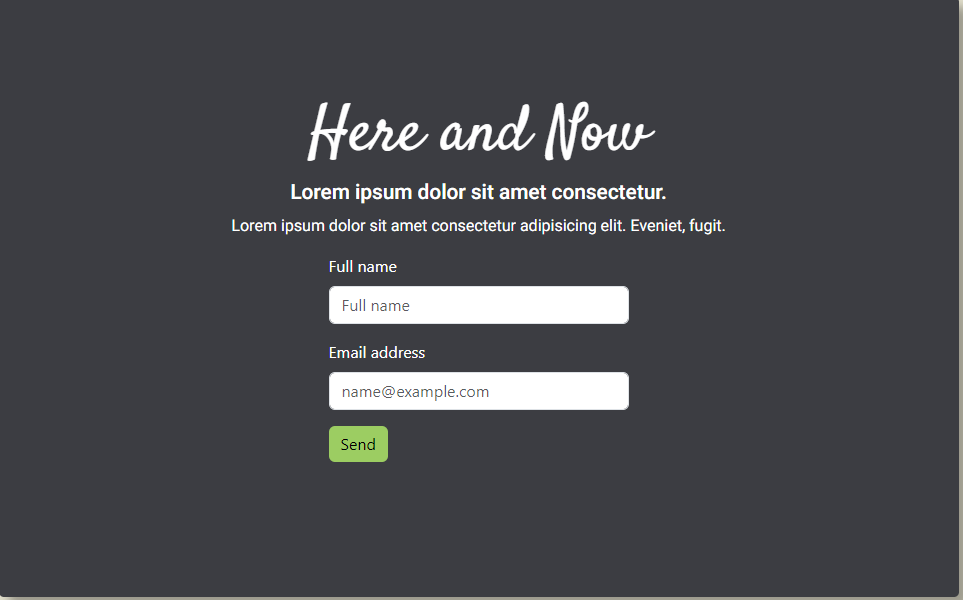 Here and Now
Lorem ipsum dolor sit amet consectetur.
Lorem ipsum dolor sit amet consectetur adipisicing elit. Eveniet, fugit.
Full name
Full name
Email address
name@example.com
Send